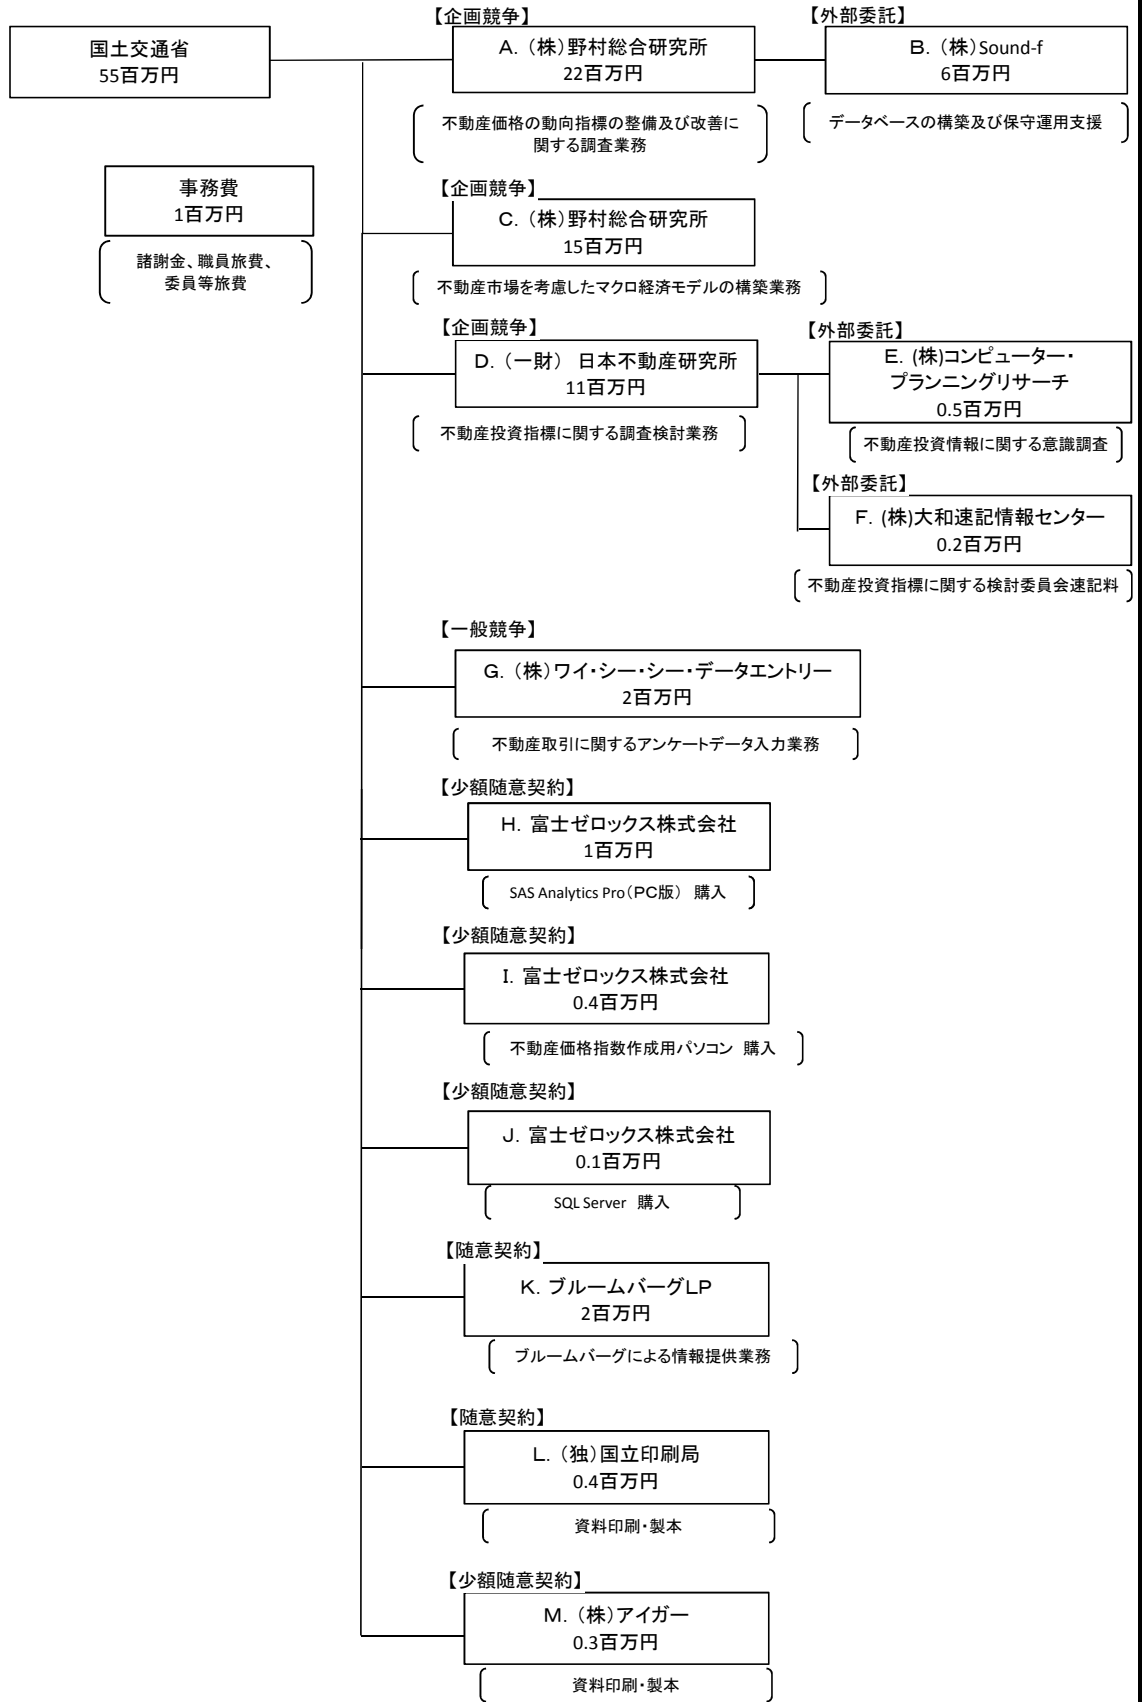 国土交通省
55百万円
事務費
1百万円
諸謝金、職員旅費、
委員等旅費
【企画競争】
A. (株)野村総合研究所
22百万円
不動産価格の動向指標の整備及び改善に
関する調査業務
【外部委託】
B. (株)Sound-f
6百万円
データベースの構築及び保守運用支援
【企画競争】
C. (株)野村総合研究所
15百万円
不動産市場を考慮したマクロ経済モデルの構築業務
【企画競争】
D. (一財) 日本不動産研究所
11百万円
不動産投資指標に関する調査検討業務
【外部委託】
E. (株)コンピューター・
プランニングリサーチ
0.5百万円
不動産投資情報に関する意識調査
【外部委託】
F. (株)大和速記情報センター
0.2百万円
不動産投資指標に関する検討委員会速記料
【一般競争】
G. (株)ワイ・シー・シー・データエントリー
2百万円
不動産取引に関するアンケートデータ入力業務
【少額随意契約】
H. 富士ゼロックス株式会社
1百万円
SAS Analytics Pro(PC版) 購入
【少額随意契約】
I. 富士ゼロックス株式会社
0.4百万円
不動産価格指数作成用パソコン 購入
【少額随意契約】
J. 富士ゼロックス株式会社
0.1百万円
SQL Server 購入
【随意契約】
K. ブルームバーグLP
2百万円
ブルームバーグによる情報提供業務
【随意契約】
L. (独)国立印刷局
0.4百万円
資料印刷・製本
【少額随意契約】
M. (株)アイガー
0.3百万円
資料印刷・製本